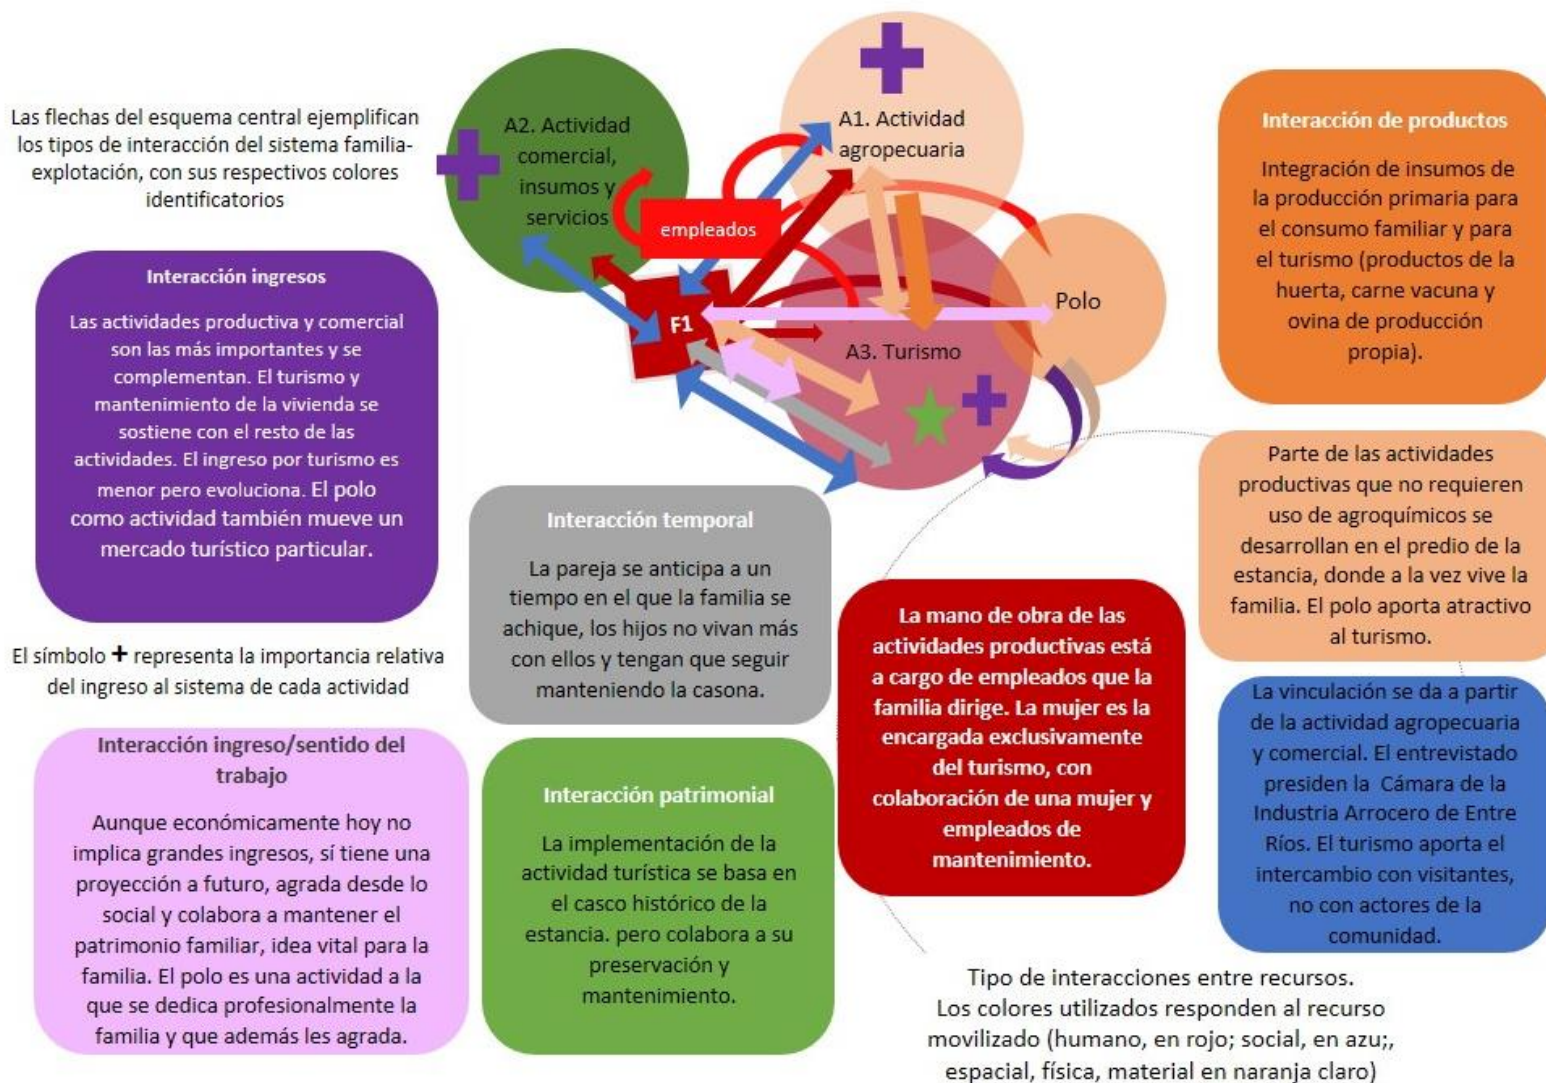 Las flechas del esquema central ejemplifican
los tipos de interacción del sistema familia-
explotación, con sus respectivos colores
identificatorios
A2. Actividad
comercial,
insumos y
servicios
A1. Actividad
agropecuaria
empleados
F1
Polo
A3. Turismo
Interacción de productos
Integración de insumos de
la producción primaria para
el consumo familiar y para
el turismo (productos de la
huerta, carne vacuna y
ovina de producción
propia).
Interacción ingresos
Las actividades productiva y comercial
son las más importantes y se
complementan. El turismo y
mantenimiento de la vivienda se
sostiene con el resto de las
actividades. El ingreso por turismo es
menor pero evoluciona. El polo
como actividad también mueve un
mercado turístico particular.
Interacción temporal
La pareja se anticipa a un
tiempo en el que la familia se
achique, los hijos no vivan más
con ellos y tengan que seguir
manteniendo la casona.
Parte de las actividades
productivas que no requieren
uso de agroquímicos se
desarrollan en el predio de la
estancia, donde a la vez vive la
familia. El polo aporta atractivo
al turismo.
La mano de obra de las
actividades productivas está
a cargo de empleados que la
familia dirige. La mujer es la
encargada exclusivamente
del turismo, con
colaboración de una mujer y
empleados de
mantenimiento.
El símbolo + representa la importancia relativa
del ingreso al sistema de cada actividad
La vinculación se da a partir
de la actividad agropecuaria
y comercial. El entrevistado
presiden la Cámara de la
Industria Arrocero de Entre
Ríos. El turismo aporta el
intercambio con visitantes,
no con actores de la
comunidad.
Interacción ingreso/sentido del
trabajo
Aunque económicamente hoy no
implica grandes ingresos, sí tiene una
proyección a futuro, agrada desde lo
social y colabora a mantener el
patrimonio familiar, idea vital para la
familia. El polo es una actividad a la
que se dedica profesionalmente la
familia y que además les agrada.
Interacción patrimonial
La implementación de la
actividad turística se basa en
el casco histórico de la
estancia. pero colabora a su
preservación y
mantenimiento.
Tipo de interacciones entre recursos.
Los colores utilizados responden al recurso
movilizado (humano, en rojo; social, en azu;,
espacial, física, material en naranja claro)